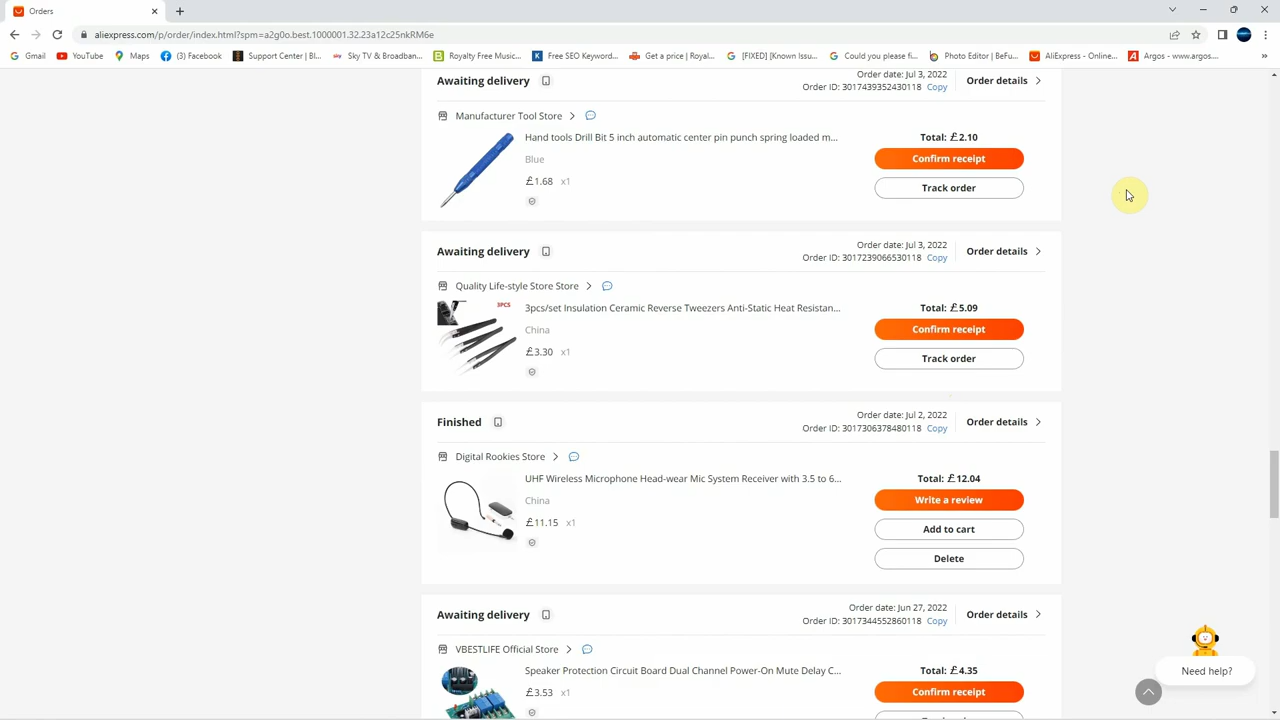 Orders
aliexpress.com/p/order/index.html?spm=a2g0o.best.1000001.32.23a12c25nkRM6e
Gmail YouTube Maps (3) Facebook Support Center | Bl... sky Sky TV & Broadban... Royalty Free Music... K Free SEO Keyword... Get a price | Royal... [FIXED] [Known Issu... Could you please fi... Photo Editor | BeFu... AliExpress - Online... Argos - www.argos.... »
Awaiting delivery
Order date: Jul 3, 2022
Order ID: 3017439352430118 Copy
Order details
Manufacturer Tool Store
Hand tools Drill Bit 5 inch automatic center pin punch spring loaded m...
Blue
£1.68 x1
Total: £2.10
Confirm receipt
Track order
Awaiting delivery
Order date: Jul 3, 2022
Order ID: 3017239066530118 Copy
Order details
Quality Life-style Store Store
3PCS
3pcs/set Insulation Ceramic Reverse Tweezers Anti-Static Heat Resistan...
China
£3.30 x1
Total: £5.09
Confirm receipt
Track order
Finished
Order date: Jul 2, 2022
Order ID: 3017306378480118 Copy
Order details
Digital Rookies Store
UHF Wireless Microphone Head-wear Mic System Receiver with 3.5 to 6...
China
£11.15 x1
Total: £12.04
Write a review
Add to cart
Delete
Awaiting delivery
Order date: Jun 27, 2022
Order ID: 3017344552860118 Copy
Order details
VBESTLIFE Official Store
Speaker Protection Circuit Board Dual Channel Power-On Mute Delay C...
£3.53 x1
Total: £4.35
Confirm receipt
Need help?